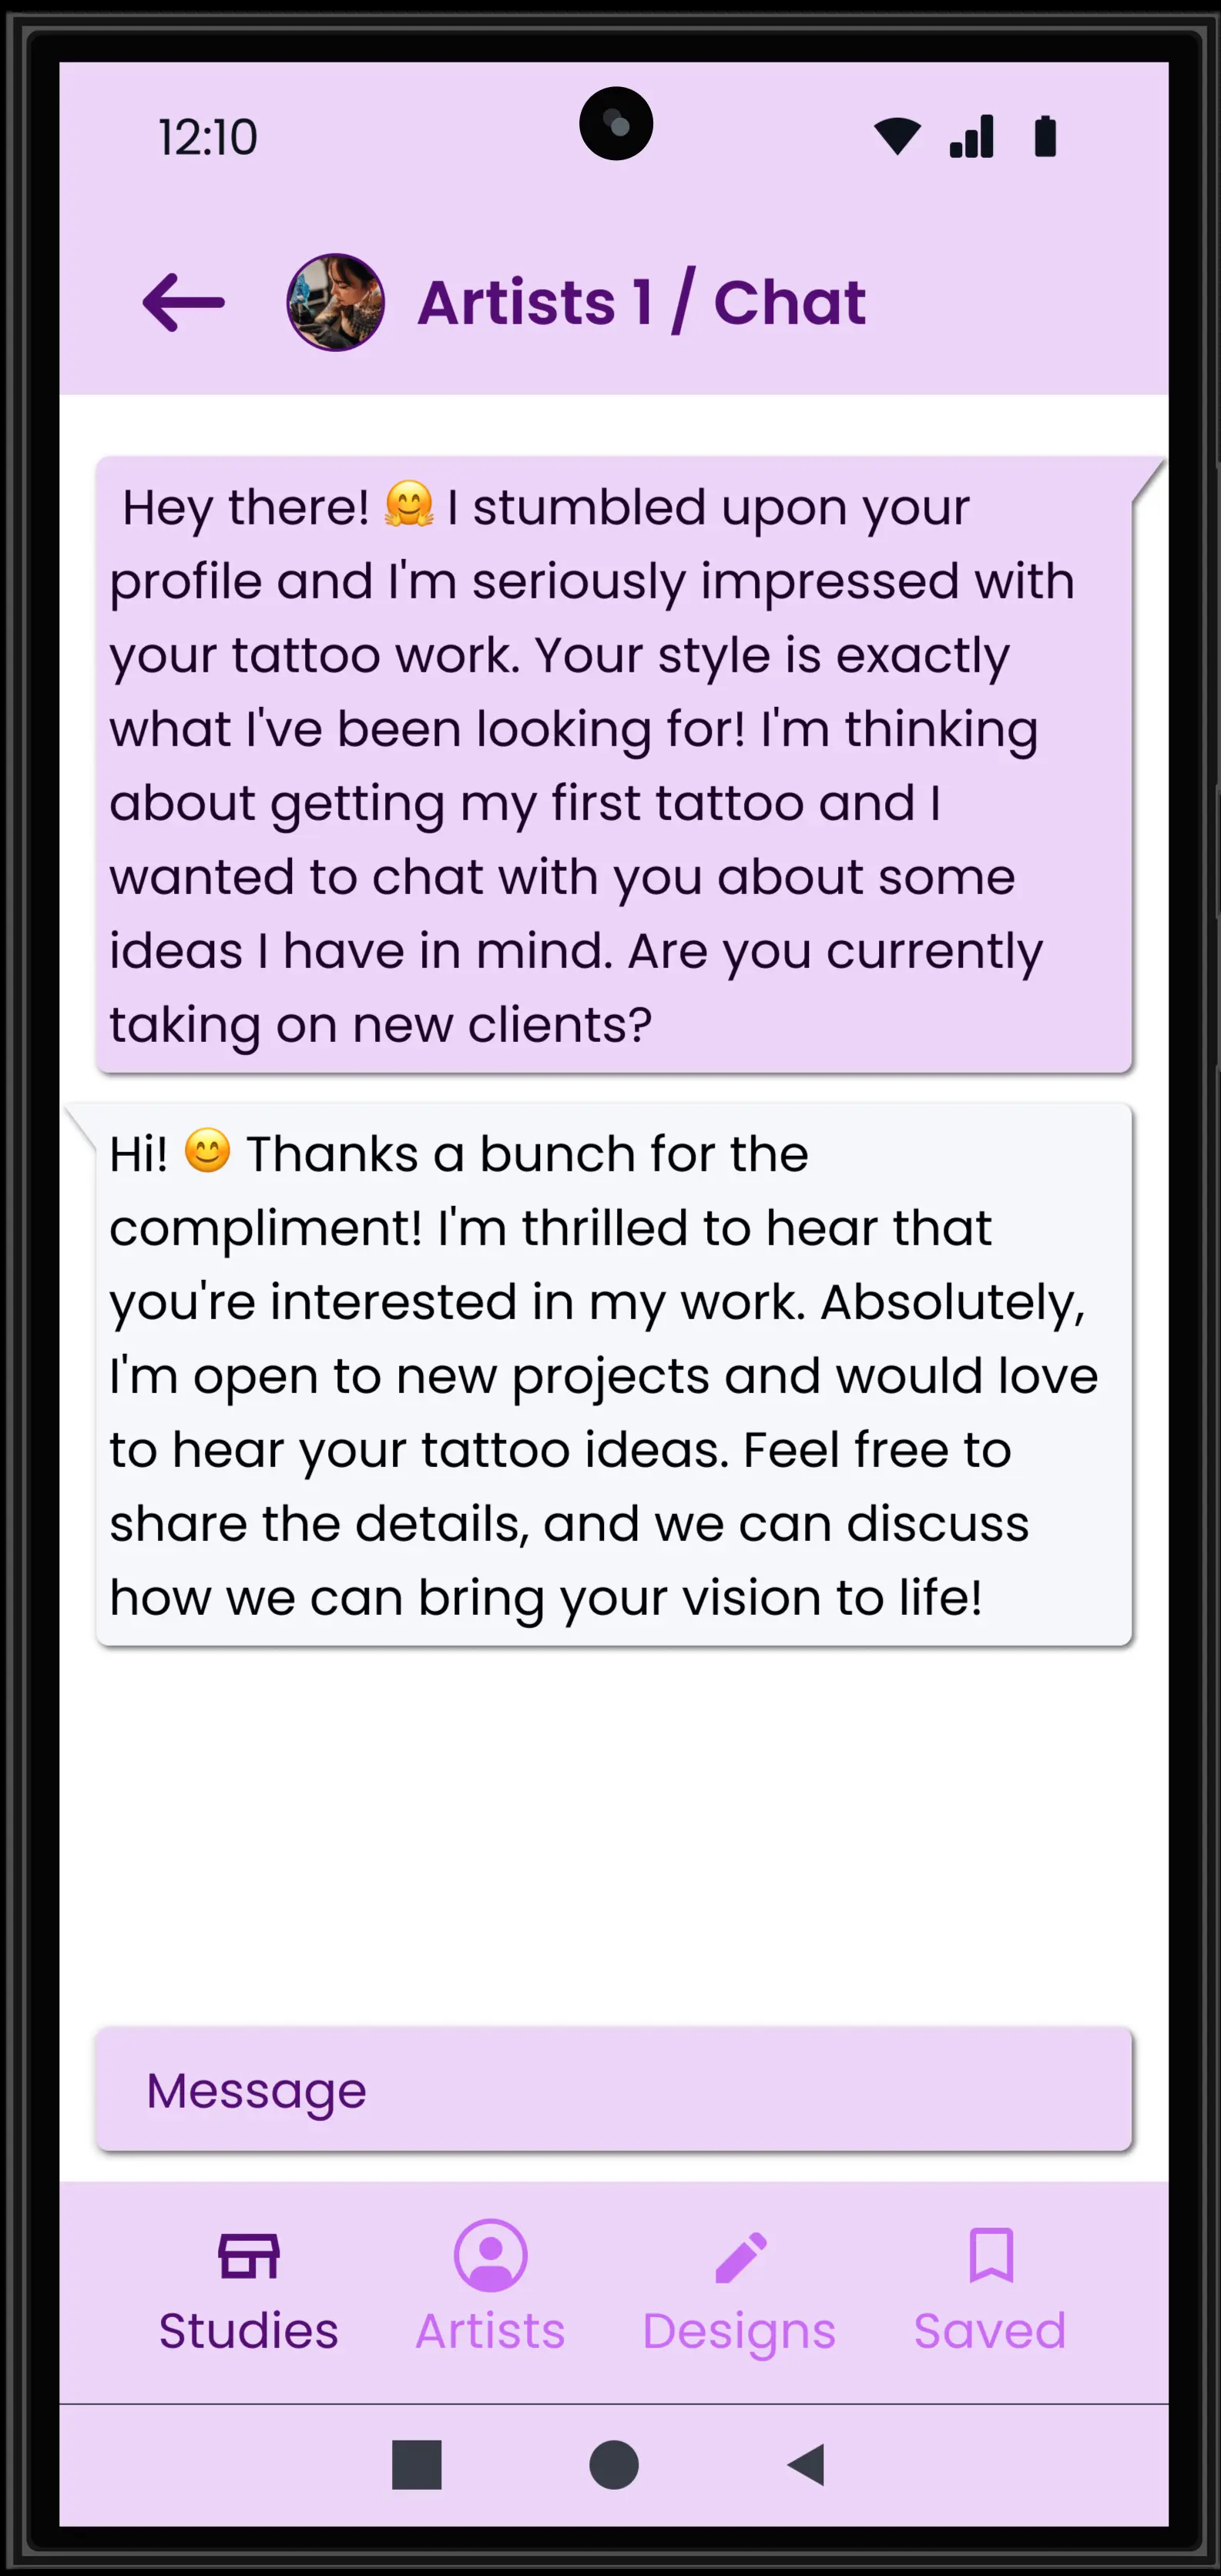 12:10
Artists 1 / Chat
Hey there! 🤗 I stumbled upon your
profile and I'm seriously impressed with
your tattoo work. Your style is exactly
what I've been looking for! I'm thinking
about getting my first tattoo and I
wanted to chat with you about some
ideas I have in mind. Are you currently
taking on new clients?
Hi! 😊 Thanks a bunch for the
compliment! I'm thrilled to hear that
you're interested in my work. Absolutely,
I'm open to new projects and would love
to hear your tattoo ideas. Feel free to
share the details, and we can discuss
how we can bring your vision to life!
Message
Studies Artists Designs Saved